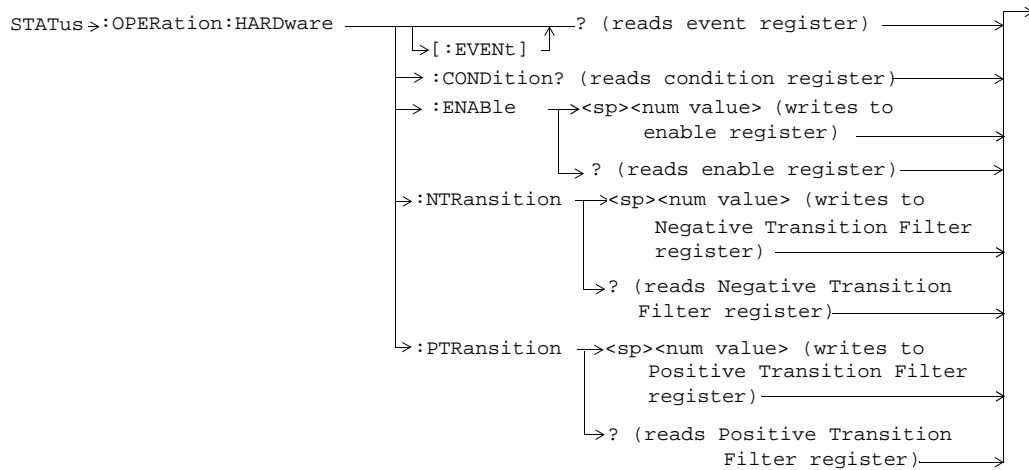 STATus :OPERation:HARDware ? (reads event register)
[:EVENt]
:CONDition? (reads condition register)
:ENABle <sp><num value> (writes to
enable register)
? (reads enable register)
:NTRansition <sp><num value> (writes to
Negative Transition Filter
register)
? (reads Negative Transition
Filter register)
:PTRansition <sp><num value> (writes to
Positive Transition Filter
register)
? (reads Positive Transition
Filter register)